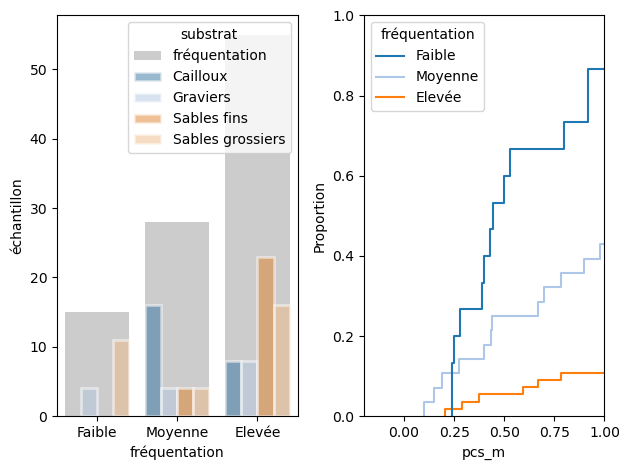 substrat
fréquentation
Cailloux
Graviers
Sables fins
Sables grossiers
50
40
30
20
10
0
échantillon
Faible Moyenne Elevée
fréquentation
fréquentation
Faible
Moyenne
Elevée
1.0
0.8
0.6
0.4
0.2
0.0
Proportion
0.00 0.25 0.50 0.75 1.00
pcs_m